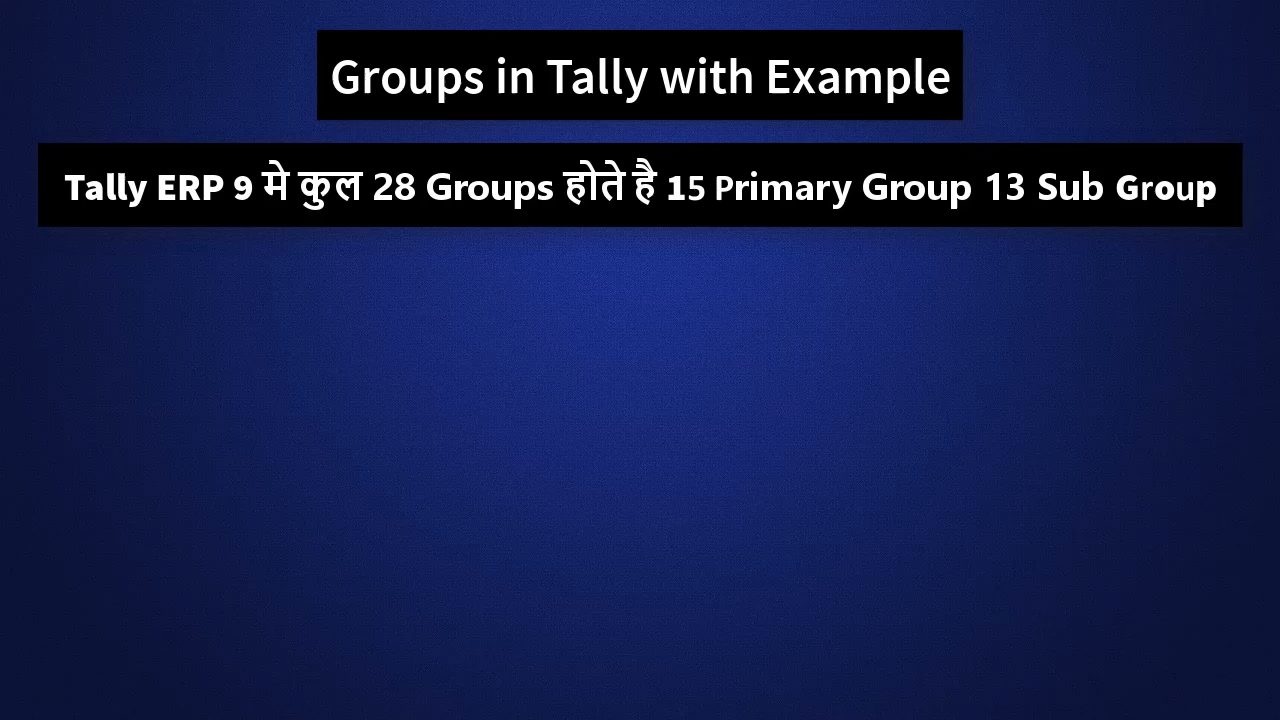 Groups in Tally with Example
Tally ERP 9 मे कुल 28 Groups होते है 15 Primary Group 13 Sub Group